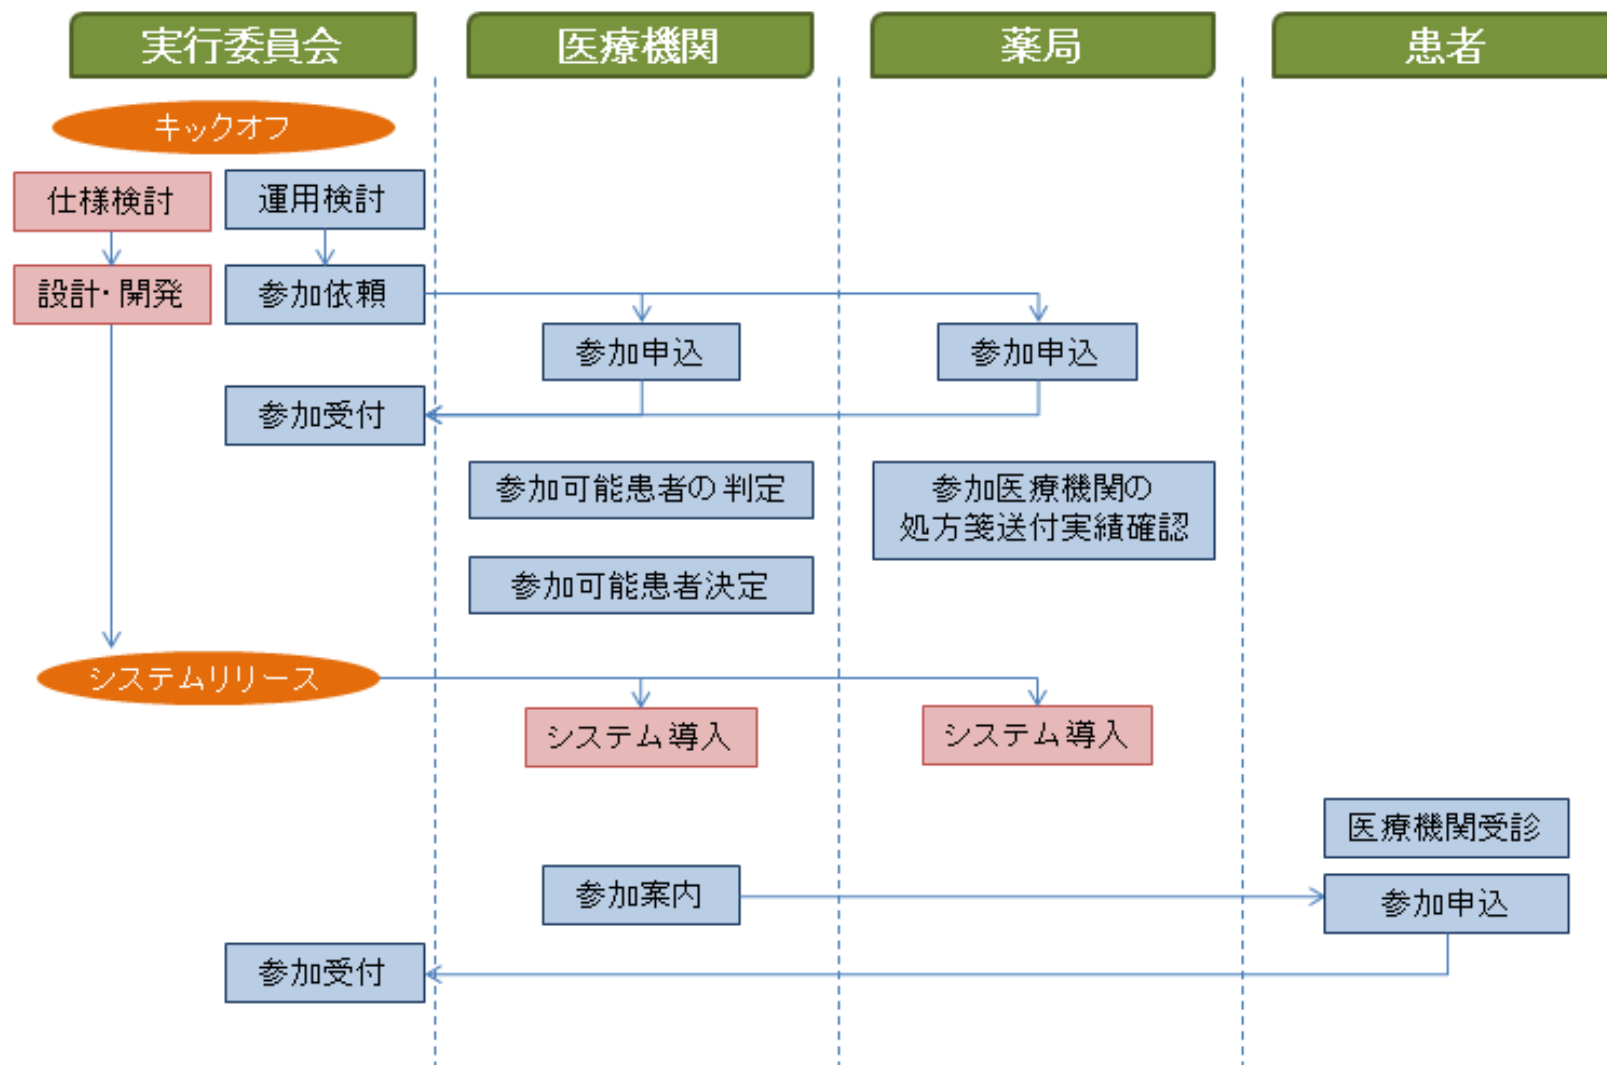 実行委員会
医療機関
薬局
患者
キックオフ
仕様検討
運用検討
設計・開発
参加依頼
参加申込
参加申込
参加受付
参加可能患者の判定
参加医療機関の
処方箋送付実績確認
参加可能患者決定
システムリリース
システム導入
システム導入
医療機関受診
参加案内
参加申込
参加受付